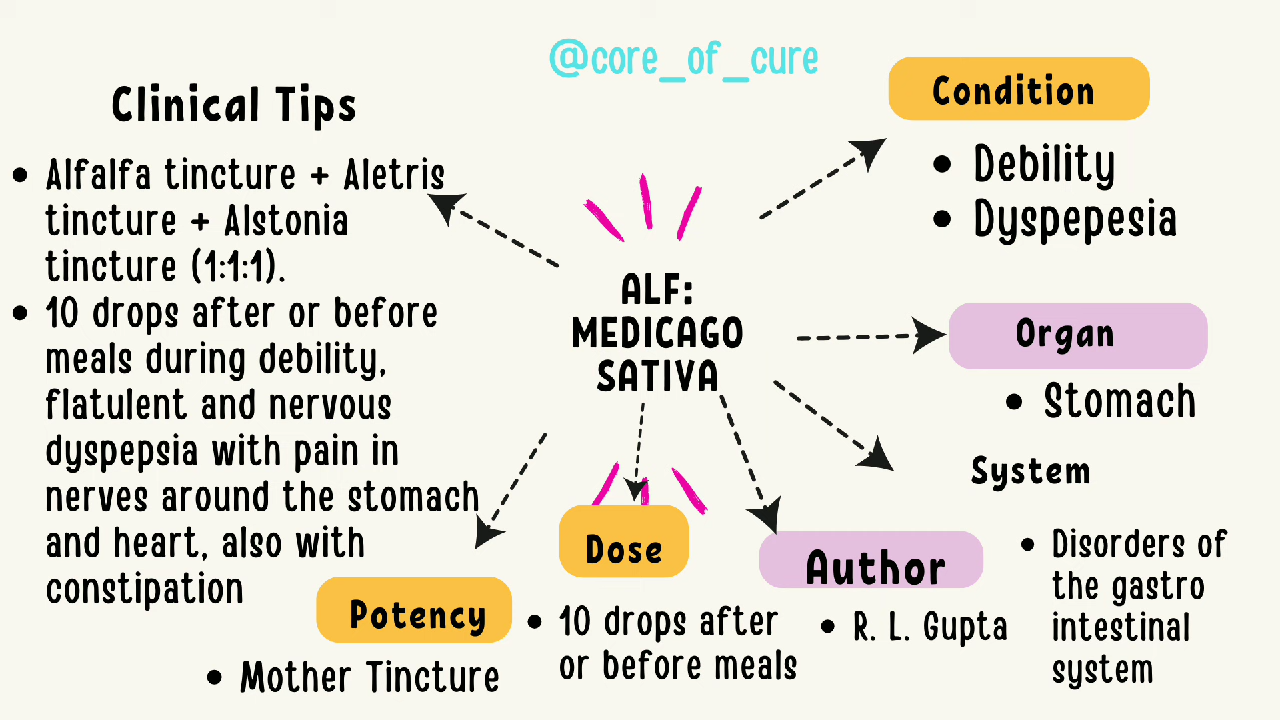 @core_of_cure
Clinical Tips
• Alfalfa tincture + Aletris
tincture + Alstonia
tincture (1:1:1).
• 10 drops after or before
meals during debility,
flatulent and nervous
dyspepsia with pain in
nerves around the stomach
and heart, also with
constipation
ALF:
MEDICAGO
SATIVA
Condition
• Debility
• Dyspepesia
Organ
• Stomach
System
• Disorders of
the gastro
intestinal
system
Author
• R. L. Gupta
Dose
• 10 drops after
or before meals
Potency
• Mother Tincture